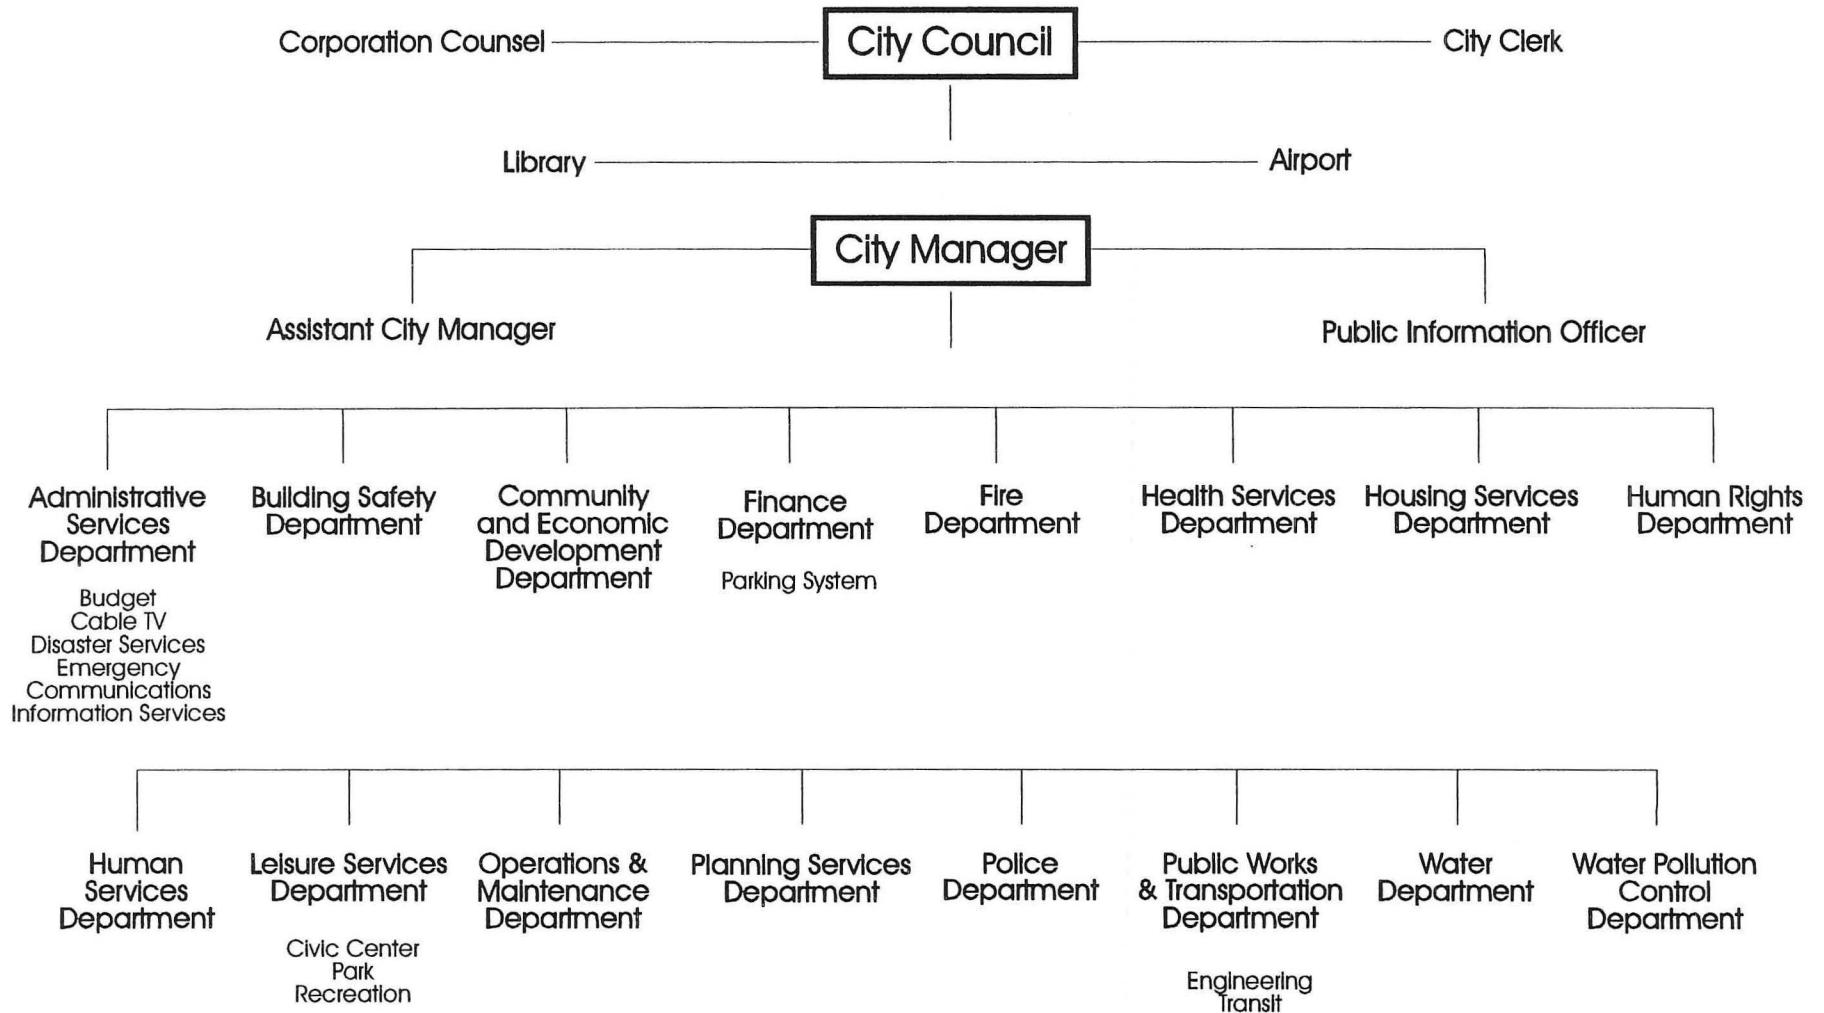 Corporation Counsel
City Council
City Clerk
Library
Airport
City Manager
Assistant City Manager
Public Information Officer
Administrative
Services
Department
Budget
Cable TV
Disaster Services
Emergency
Communications
Information Services
Building Safety
Department
Community
and Economic
Development
Department
Finance
Department
Parking System
Fire
Department
Health Services
Department
Housing Services
Department
Human Rights
Department
Human
Services
Department
Leisure Services
Department
Civic Center
Park
Recreation
Operations &
Maintenance
Department
Planning Services
Department
Police
Department
Public Works
& Transportation
Department
Engineering
Transit
Water
Department
Water Pollution
Control
Department